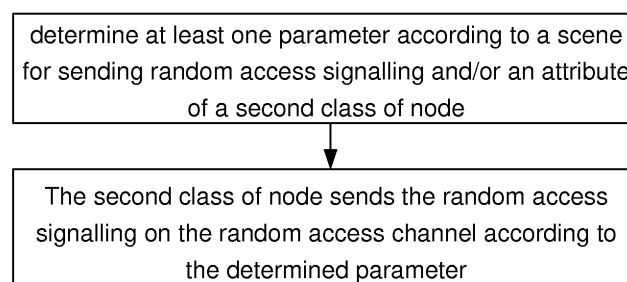 determine at least one parameter according to a scene
for sending random access signalling and/or an attribute
of a second class of node
The second class of node sends the random access
signalling on the random access channel according to
the determined parameter